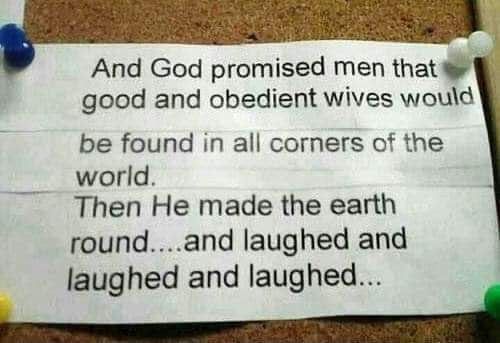 And God promised men that
good and obedient wives would
be found in all corners of the
world.
Then He made the earth
round....and laughed and
laughed and laughed...